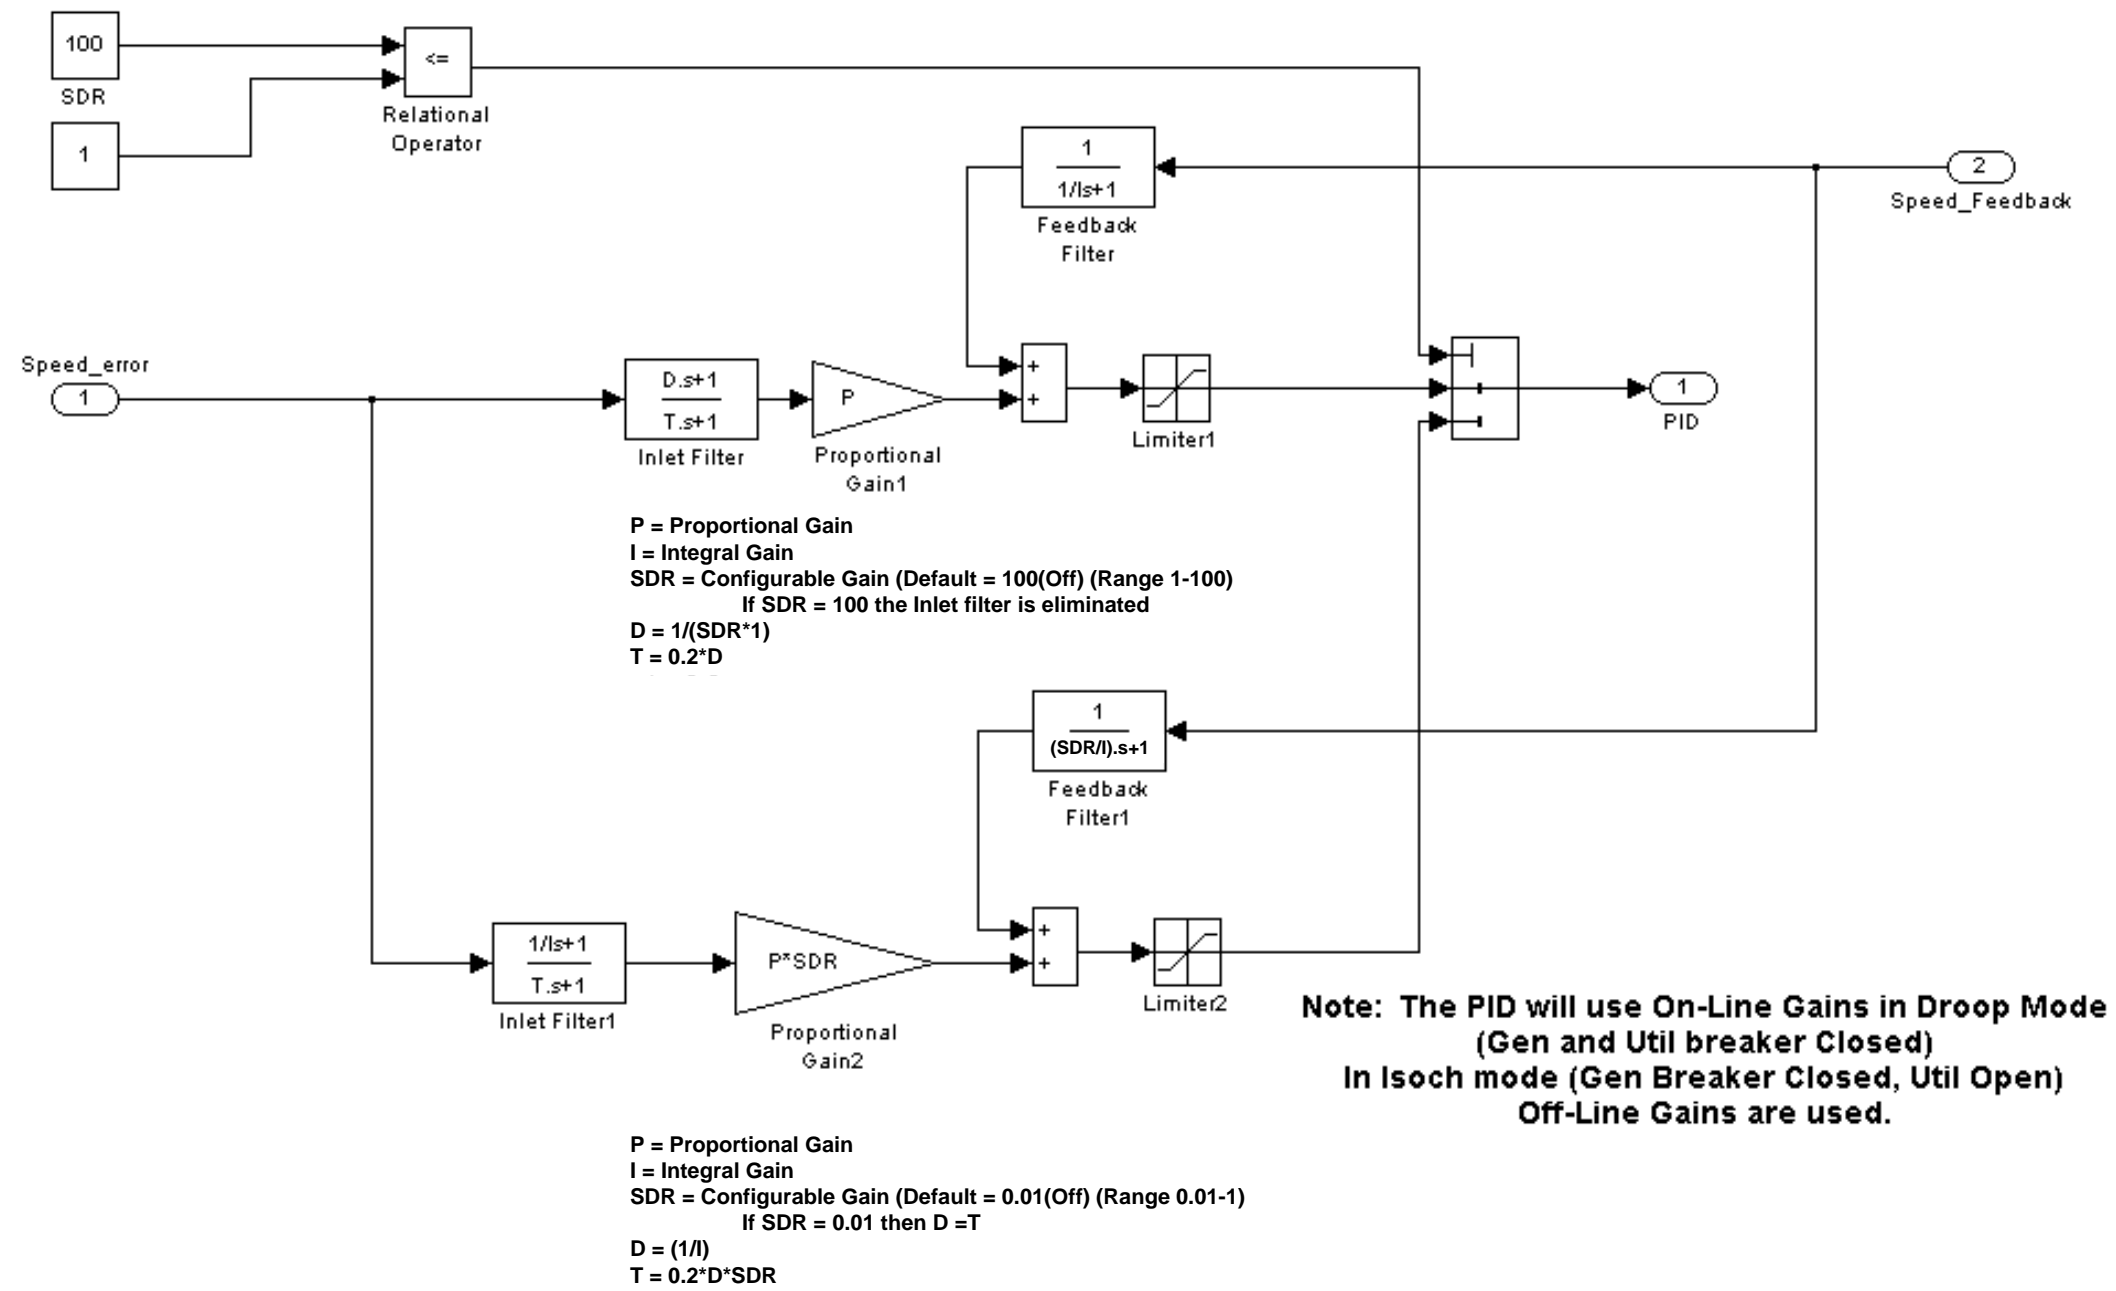 100
SDR
1
<=
Relational
Operator
1
1/Is+1
Feedback
Filter
2
Speed_Feedback
Speed_error
1
D.s+1
T.s+1
Inlet Filter
P
Proportional
Gain1
+
+
Limiter1
1
PID
P = Proportional Gain
I = Integral Gain
SDR = Configurable Gain (Default = 100(Off) (Range 1-100)
If SDR = 100 the Inlet filter is eliminated
D = 1/(SDR*1)
T = 0.2*D
1
(SDR/I).s+1
Feedback
Filter1
1/Is+1
T.s+1
Inlet Filter1
P*SDR
Proportional
Gain2
+
+
Limiter2
Note: The PID will use On-Line Gains in Droop Mode
(Gen and Util breaker Closed)
In Isoch mode (Gen Breaker Closed, Util Open)
Off-Line Gains are used.
P = Proportional Gain
I = Integral Gain
SDR = Configurable Gain (Default = 0.01(Off) (Range 0.01-1)
If SDR = 0.01 then D =T
D = (1/I)
T = 0.2*D*SDR